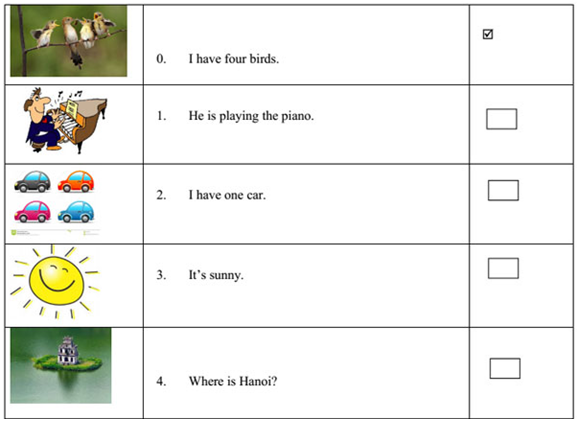 0. I have four birds.
1. He is playing the piano.
2. I have one car.
3. It's sunny.
4. Where is Hanoi?